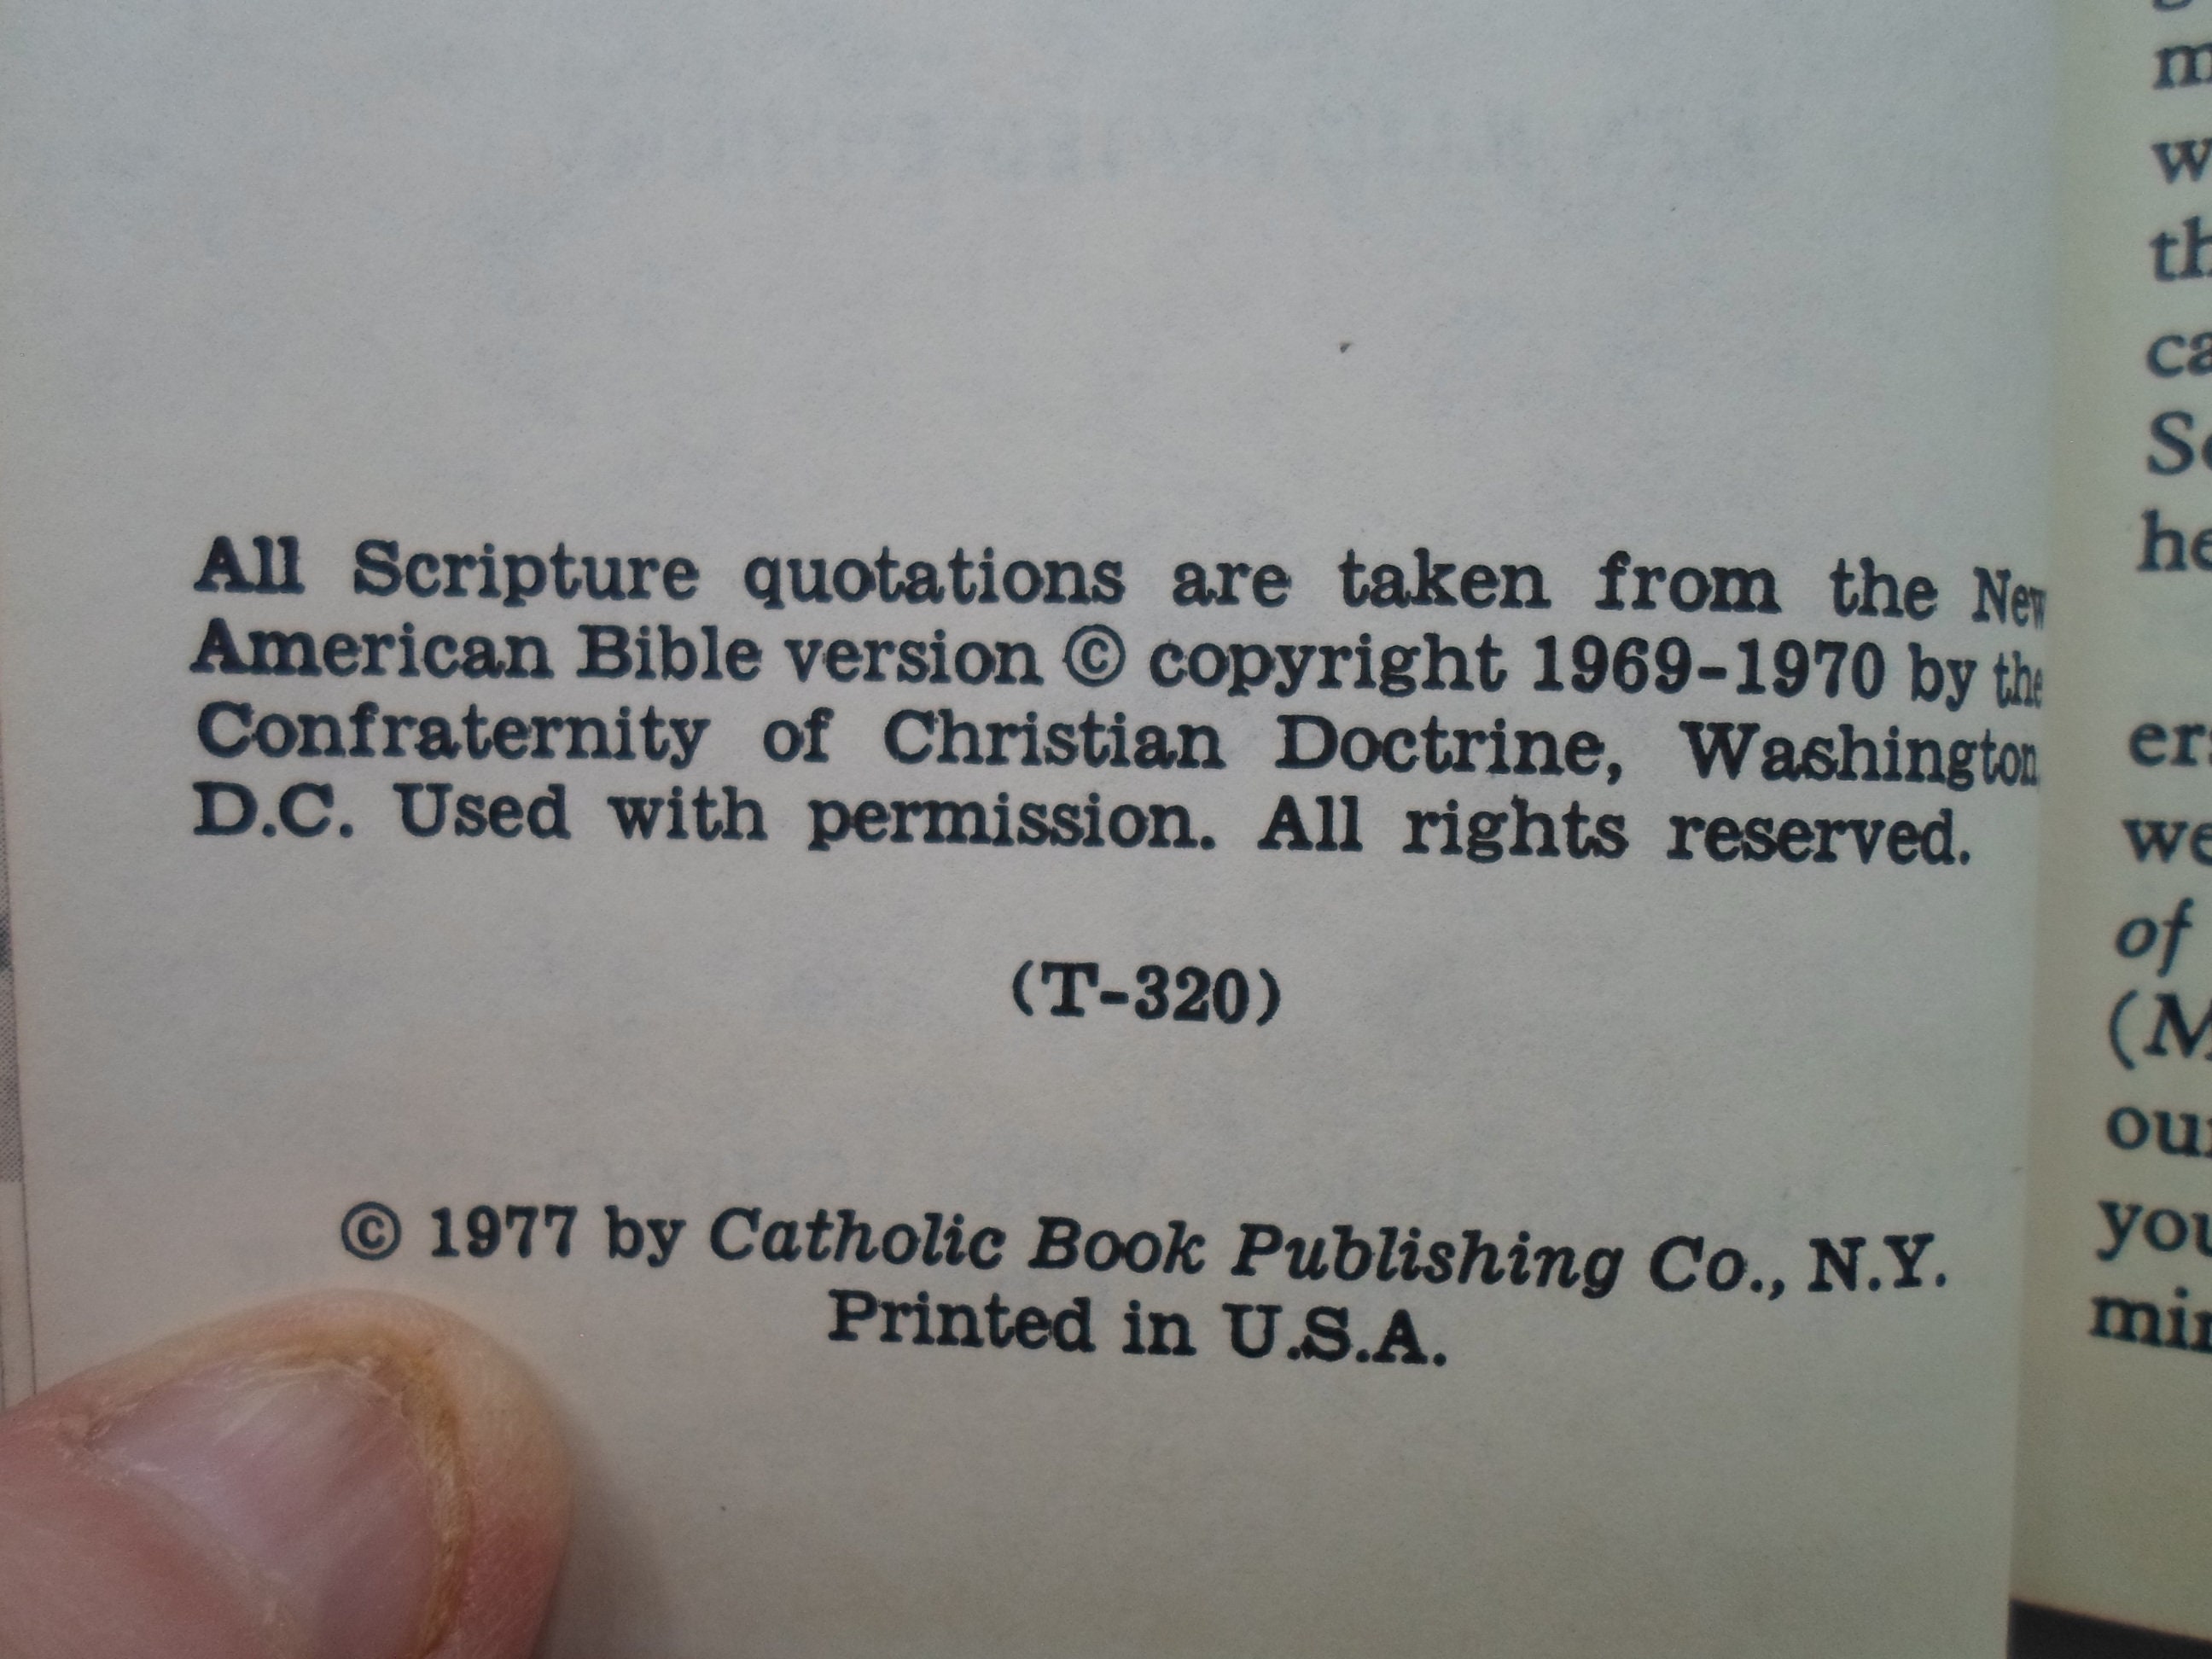 All Scripture quotations are taken from the New
American Bible version © copyright 1969-1970 by the
Confraternity of Christian Doctrine, Washington
D.C. Used with permission. All rights reserved.
(T-320)
© 1977 by Catholic Book Publishing Co., N.Y.
Printed in U.S.A.
of